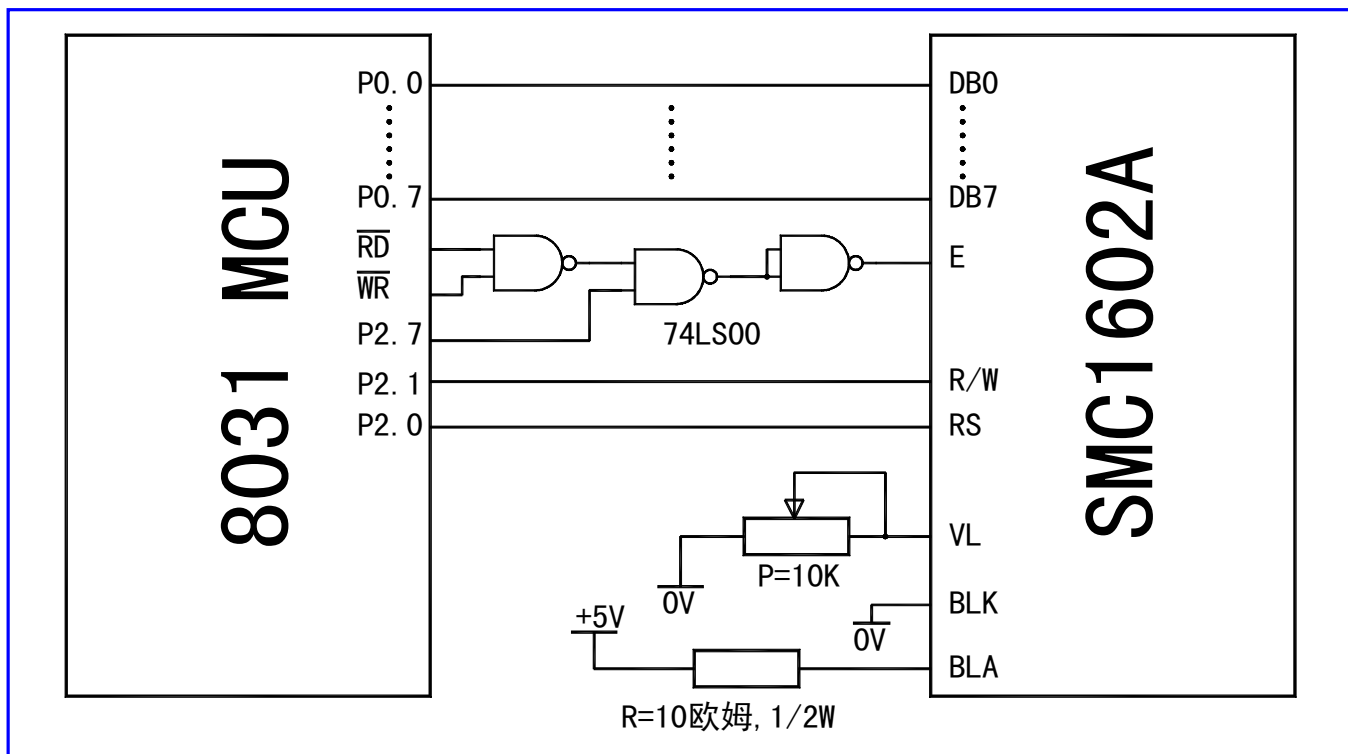 8031 MCU
P0.0
P0.7
RD
WR
P2.7
P2.1
P2.0
74LS00
P=10K
0V
+5V
0V
R=10欧姆,1/2W
DB0
DB7
E
R/W
RS
VL
BLK
BLA
SMC1602A